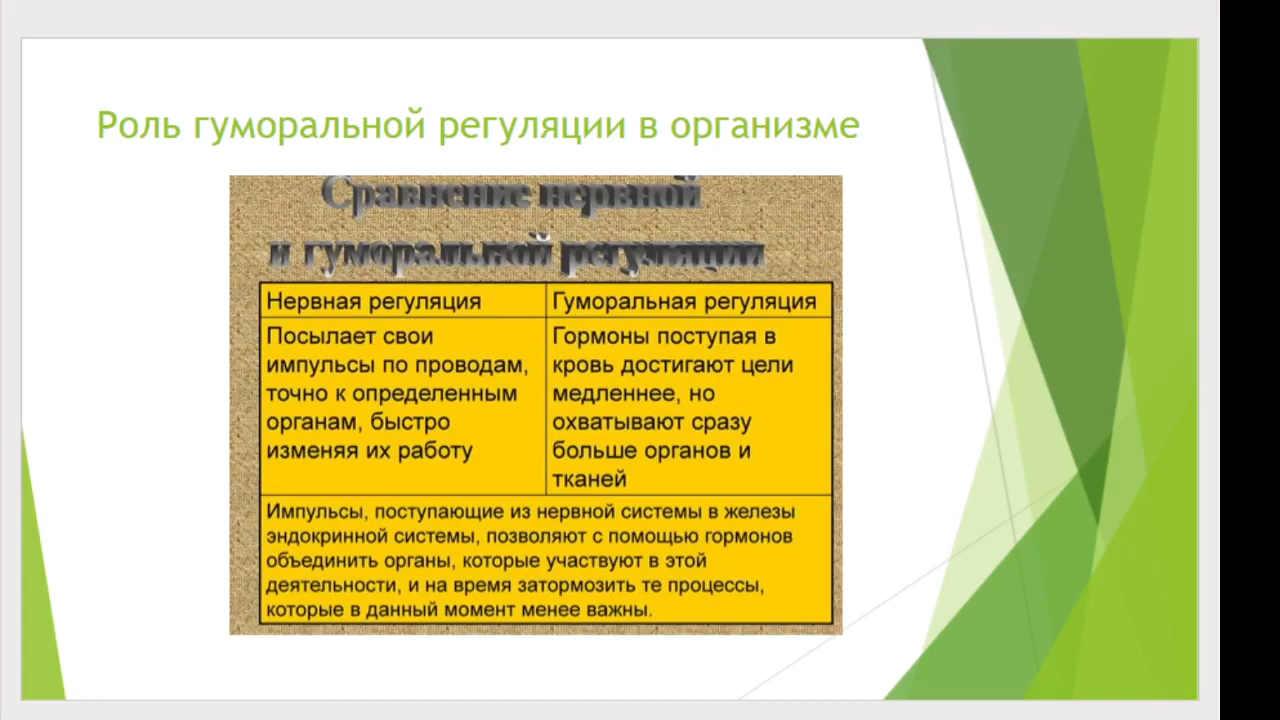 Роль гуморальной регуляции в организме
Сравнение нервной
и гуморальной регуляции
Нервная регуляция
Гуморальная регуляция
Посылает свои
импульсы по проводам,
точно к определенным
органам, быстро
изменяя их работу
Гормоны поступая в
кровь достигают цели
медленнее, но
охватывают сразу
больше органов и
тканей
Импульсы, поступающие из нервной системы в железы
эндокринной системы, позволяют с помощью гормонов
объединить органы, которые участвуют в этой
деятельности, и на время затормозить те процессы,
которые в данный момент менее важны.